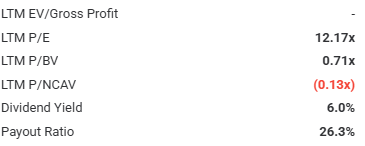 LTM EV/Gross Profit -
LTM P/E 12.17x
LTM P/BV 0.71x
LTM P/NCAV (0.13x)
Dividend Yield 6.0%
Payout Ratio 26.3%